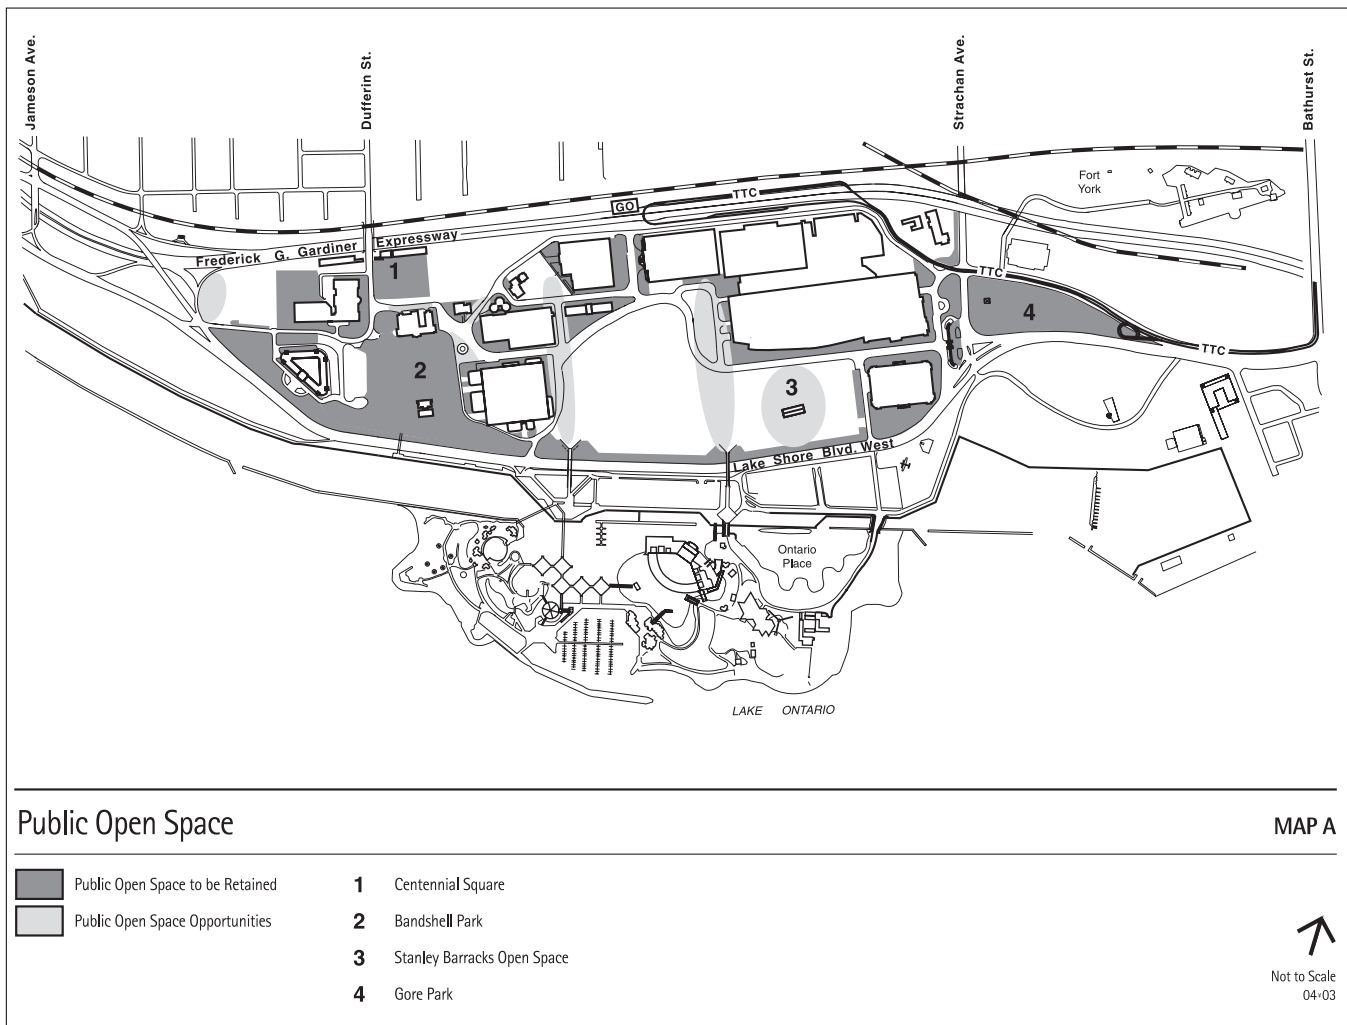 Jameson Ave.
Dufferin St.
Strachan Ave.
Bathurst St.
Fort
York
GO
TTC
Frederick G. Gardiner Expressway
1
TTC
4
TTC
2
3
Lake Shore Blvd. West
Ontario
Place
LAKE ONTARIO
Public Open Space
MAP A
Public Open Space to be Retained
Public Open Space Opportunities
1 Centennial Square
2 Bandshell Park
3 Stanley Barracks Open Space
4 Gore Park
Not to Scale